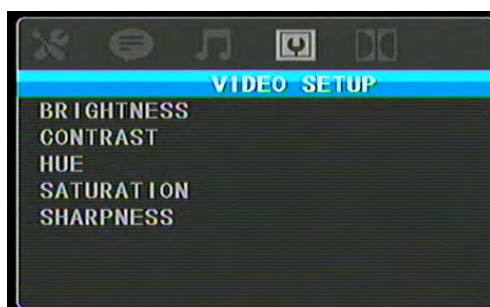 VIDEO SETUP
BRIGHTNESS
CONTRAST
HUE
SATURATION
SHARPNESS